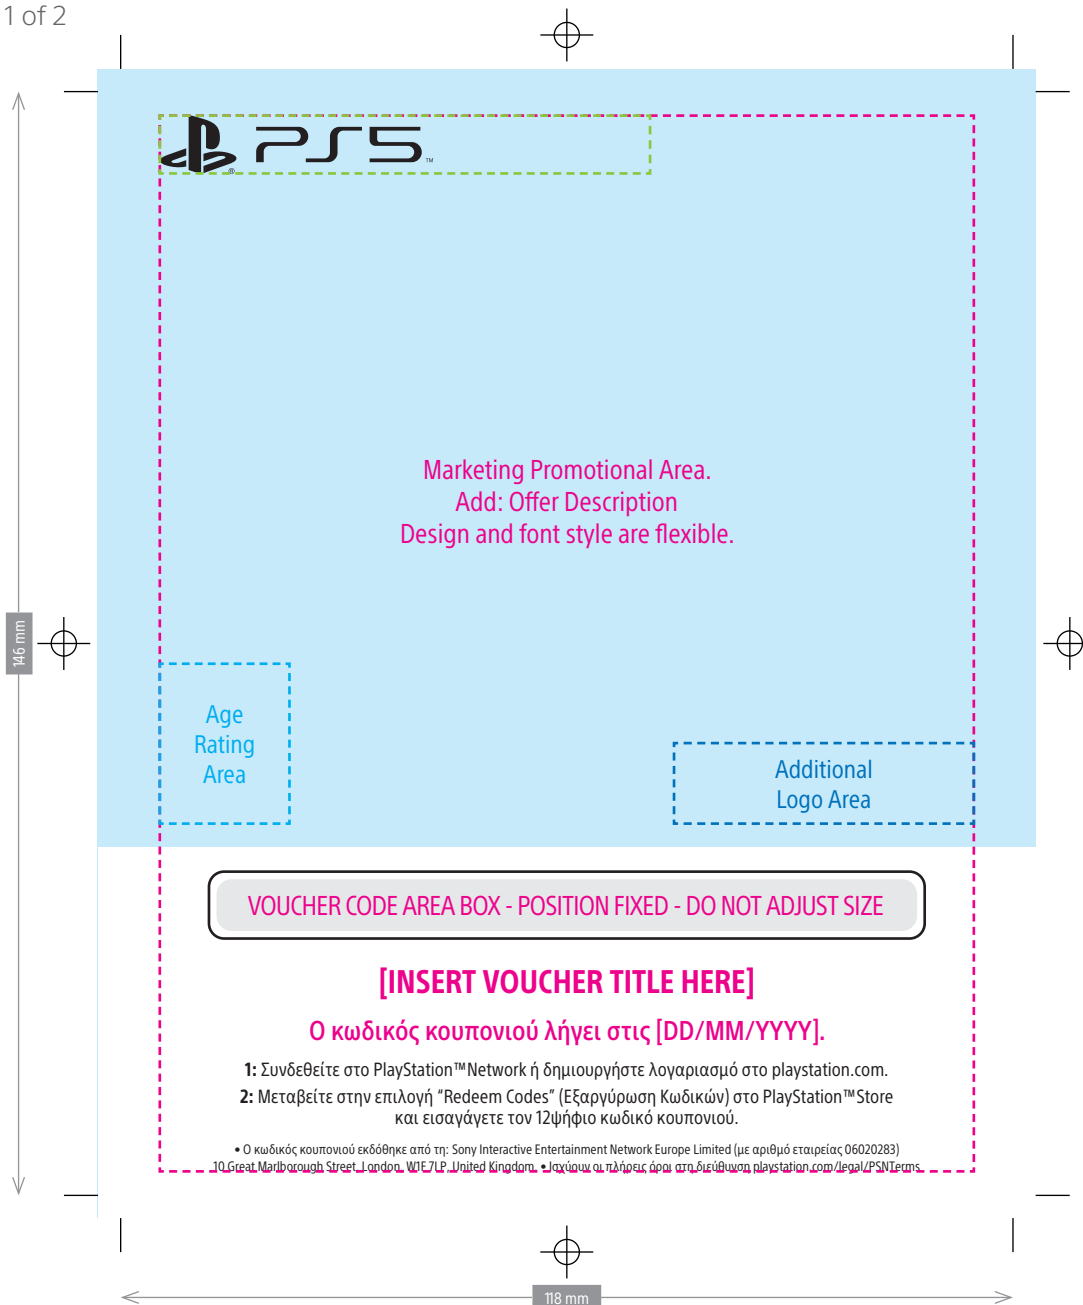 1 of 2
PS5™
®
Marketing Promotional Area.
Add: Offer Description
Design and font style are flexible.
146 mm
Age
Rating
Area
Additional
Logo Area
VOUCHER CODE AREA BOX - POSITION FIXED - DO NOT ADJUST SIZE
[INSERT VOUCHER TITLE HERE]
Ο κωδικός κουπονιού λήγει στις [DD/MM/YYYY].
1: Συνδεθείτε στο PlayStation™Network ή δημιουργήστε λογαριασμό στο playstation.com.
2: Μεταβείτε στην επιλογή “Redeem Codes” (Εξαργύρωση Κωδικών) στο PlayStation™Store
και εισαγάγετε τον 12ψήφιο κωδικό κουπονιού.
• Ο κωδικός κουπονιού εκδόθηκε από τη: Sony Interactive Entertainment Network Europe Limited (με αριθμό εταιρείας 06020283)
10 Great Marlborough Street, London, W1F 7LP, United Kingdom. • Ισχύουν οι πλήρεις όροι στη διεύθυνση playstation.com/legal/PSNTerms.
118 mm